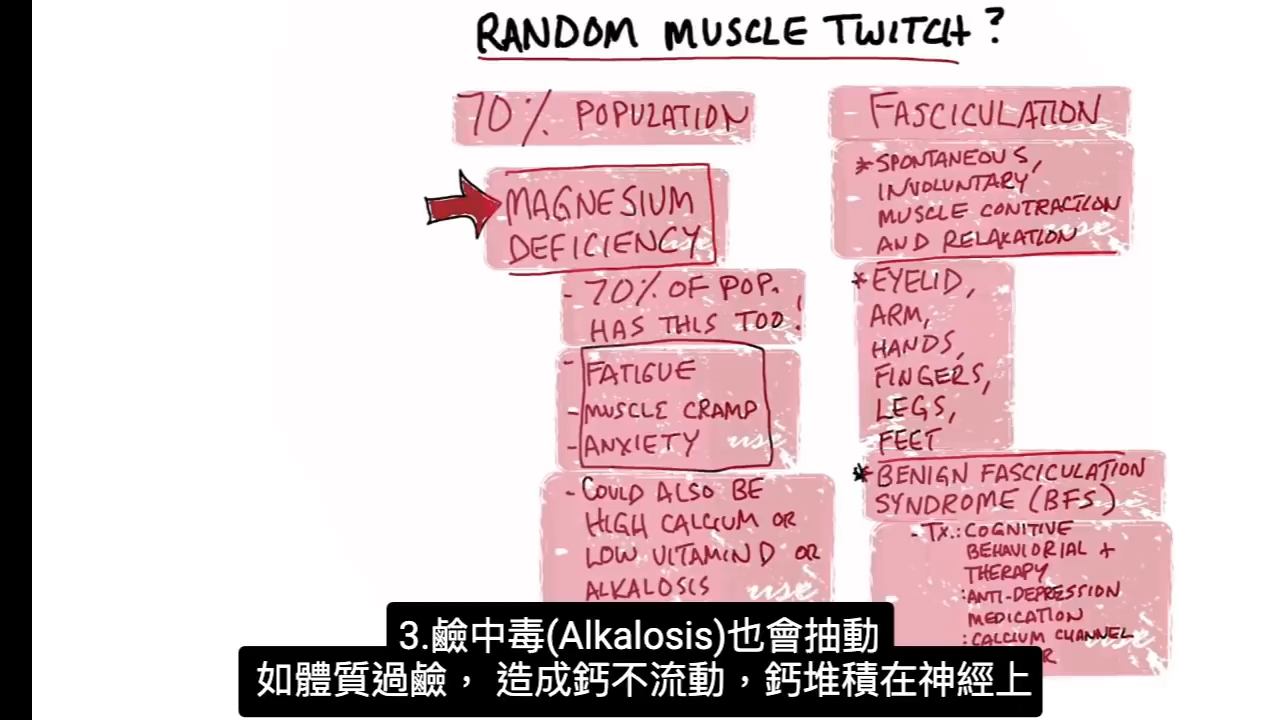 RANDOM MUSCLE TWITCH?
70% POPULATION
MAGNESIUM
DEFICIENCY
- 70% OF POP.
HAS THIS TOO!
- FATIGUE
- MUSCLE CRAMP
- ANXIETY
- COULD ALSO BE
HIGH CALCIUM OR
LOW VITAMIN D OR
ALKALOSIS
FASCICULATION
*SPONTANEOUS,
INVOLUNTARY
MUSCLE CONTRACTION
AND RELAXATION
*EYELID,
ARM,
HANDS,
FINGERS,
LEGS,
FEET
*BENIGN FASCICULATION
SYNDROME (BFS)
- TX.: COGNITIVE
BEHAVIORIAL +
THERAPY
: ANTI-DEPRESSION
MEDICATION
: CALCIUM CHANNEL
3.鹼中毒(Alkalosis)也會抽動
如體質過鹼， 造成鈣不流動，鈣堆積在神經上